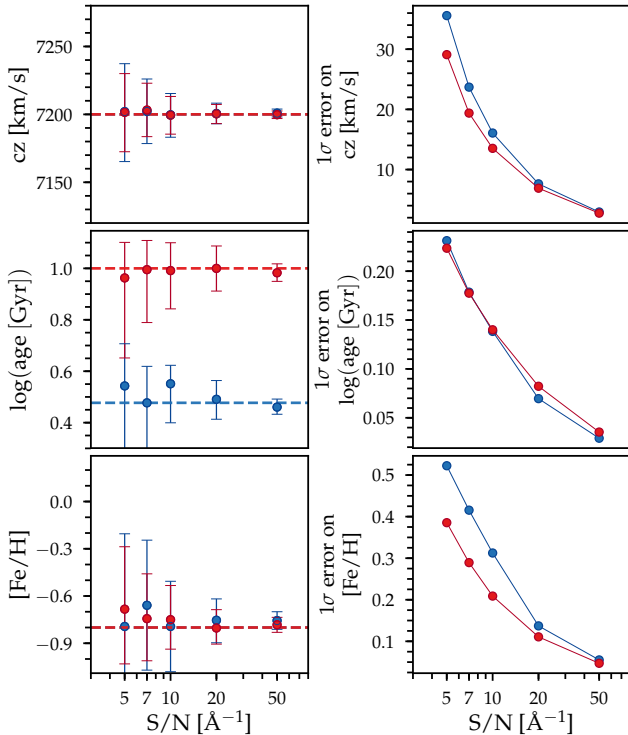 7250
7200
7150
cz [km/s]
1σ error on
cz [km/s]
30
20
10
1.0
0.8
0.6
0.4
log(age [Gyr])
1σ error on
log(age [Gyr])
0.20
0.15
0.10
0.05
0.0
−0.3
−0.6
−0.9
[Fe/H]
1σ error on
[Fe/H]
0.5
0.4
0.3
0.2
0.1
5 7 10 20 50
S/N [Å⁻¹]
5 7 10 20 50
S/N [Å⁻¹]